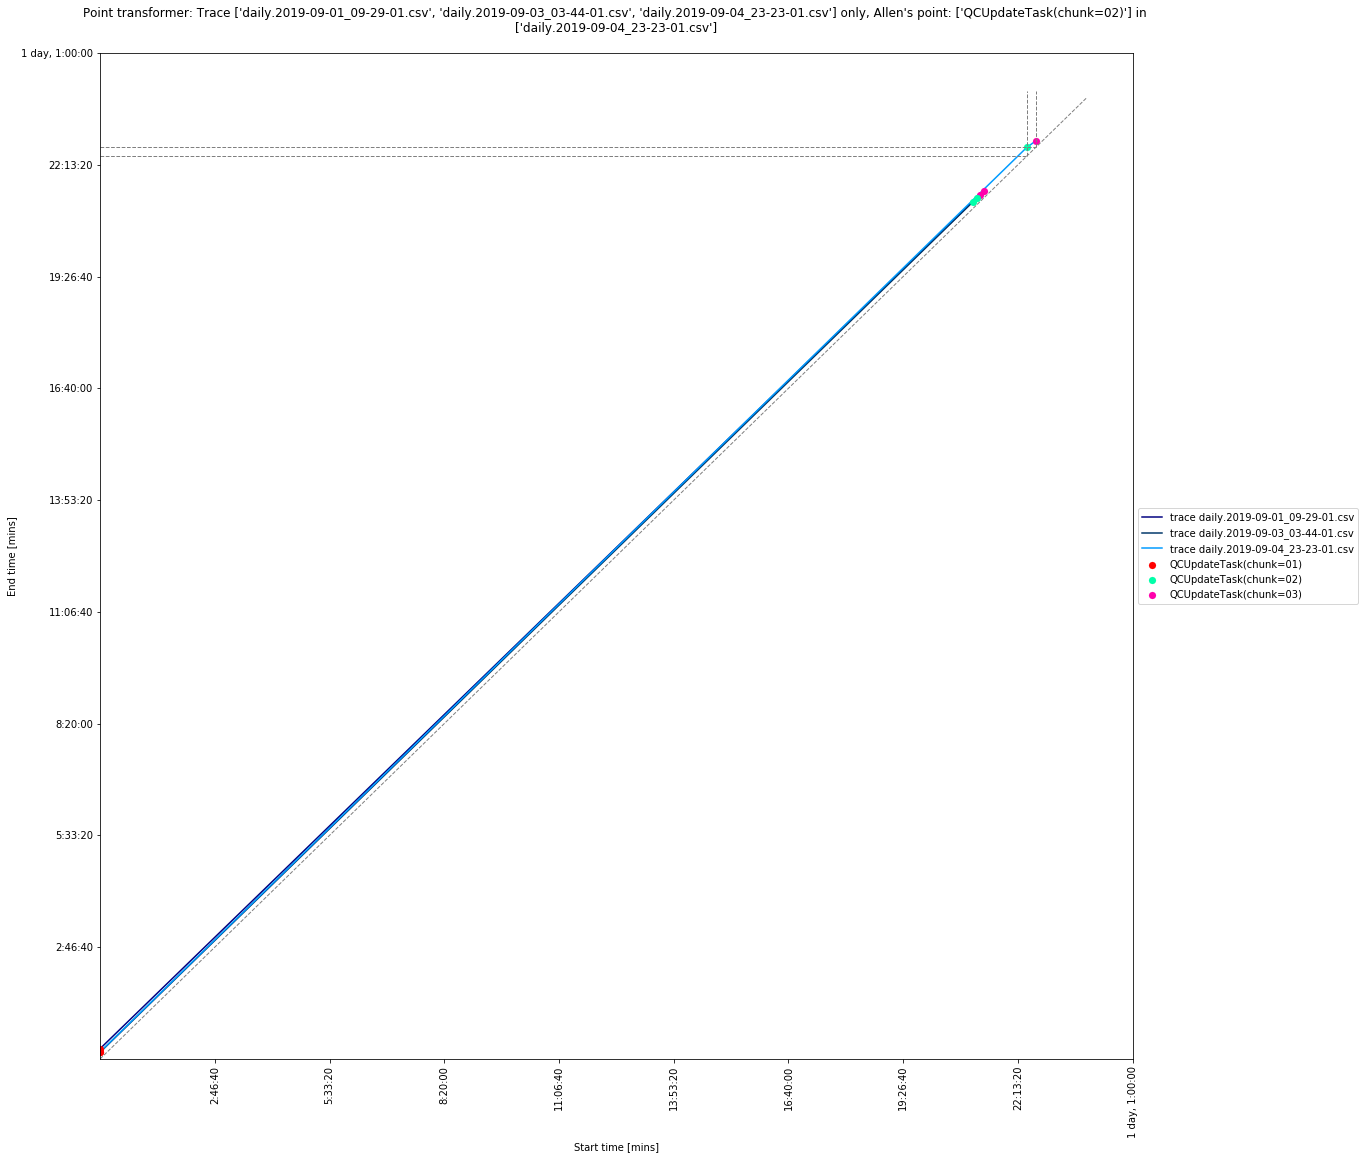 Point transformer: Trace ['daily.2019-09-01_09-29-01.csv', 'daily.2019-09-03_03-44-01.csv', 'daily.2019-09-04_23-23-01.csv'] only, Allen's point: ['QCUpdateTask(chunk=02)'] in
['daily.2019-09-04_23-23-01.csv']
1 day, 1:00:00
22:13:20
19:26:40
16:40:00
13:53:20
11:06:40
8:20:00
5:33:20
2:46:40
End time [mins]
trace daily.2019-09-01_09-29-01.csv
trace daily.2019-09-03_03-44-01.csv
trace daily.2019-09-04_23-23-01.csv
QCUpdateTask(chunk=01)
QCUpdateTask(chunk=02)
QCUpdateTask(chunk=03)
2:46:40
5:33:20
8:20:00
11:06:40
13:53:20
16:40:00
19:26:40
22:13:20
1 day, 1:00:00
Start time [mins]